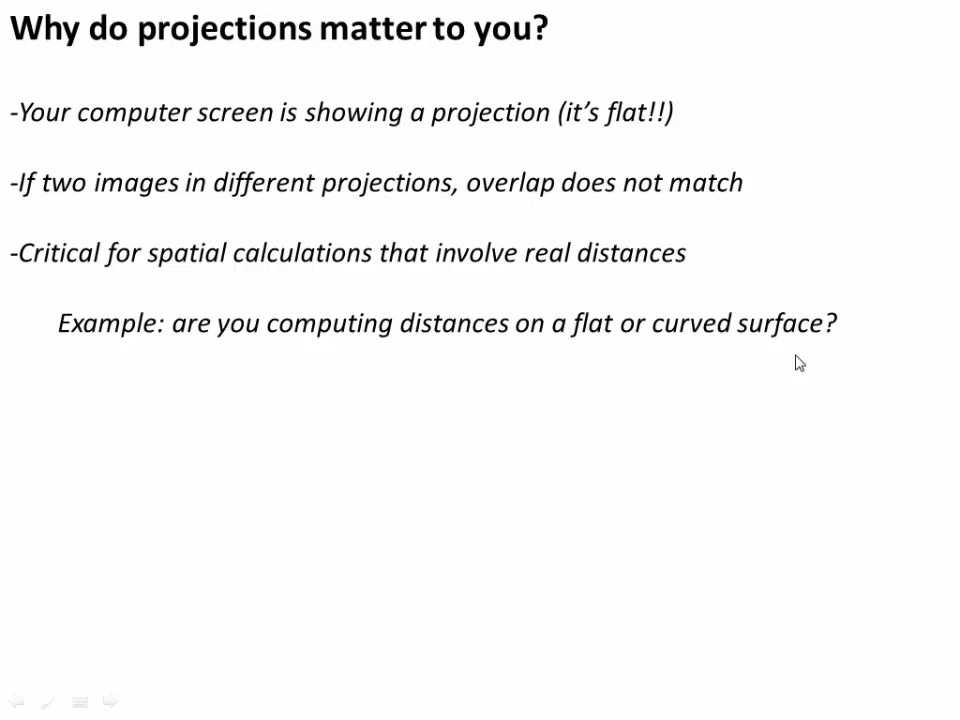 Why do projections matter to you?
-Your computer screen is showing a projection (it's flat!!)
-If two images in different projections, overlap does not match
-Critical for spatial calculations that involve real distances
Example: are you computing distances on a flat or curved surface?